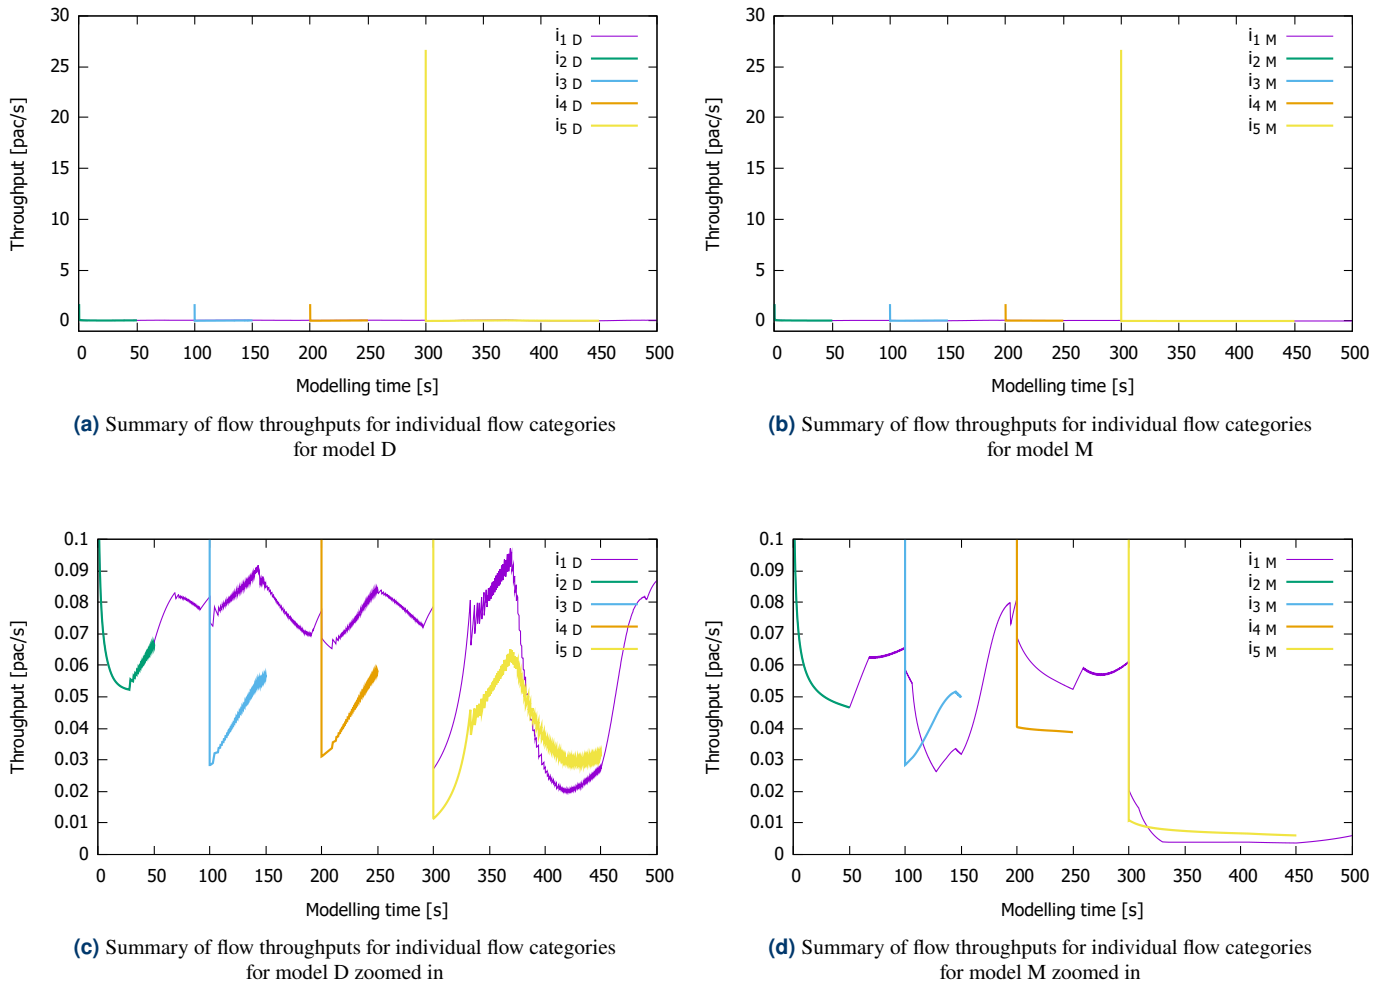 30
25
20
15
10
5
0
Throughput [pac/s]
0 50 100 150 200 250 300 350 400 450 500
Modelling time [s]
i1 D
i2 D
i3 D
i4 D
i5 D
(a) Summary of flow throughputs for individual flow categories
for model D
30
25
20
15
10
5
0
Throughput [pac/s]
0 50 100 150 200 250 300 350 400 450 500
Modelling time [s]
i1 M
i2 M
i3 M
i4 M
i5 M
(b) Summary of flow throughputs for individual flow categories
for model M
0.1
0.09
0.08
0.07
0.06
0.05
0.04
0.03
0.02
0.01
0
Throughput [pac/s]
0 50 100 150 200 250 300 350 400 450 500
Modelling time [s]
i1 D
i2 D
i3 D
i4 D
i5 D
(c) Summary of flow throughputs for individual flow categories
for model D zoomed in
0.1
0.09
0.08
0.07
0.06
0.05
0.04
0.03
0.02
0.01
0
Throughput [pac/s]
0 50 100 150 200 250 300 350 400 450 500
Modelling time [s]
i1 M
i2 M
i3 M
i4 M
i5 M
(d) Summary of flow throughputs for individual flow categories
for model M zoomed in